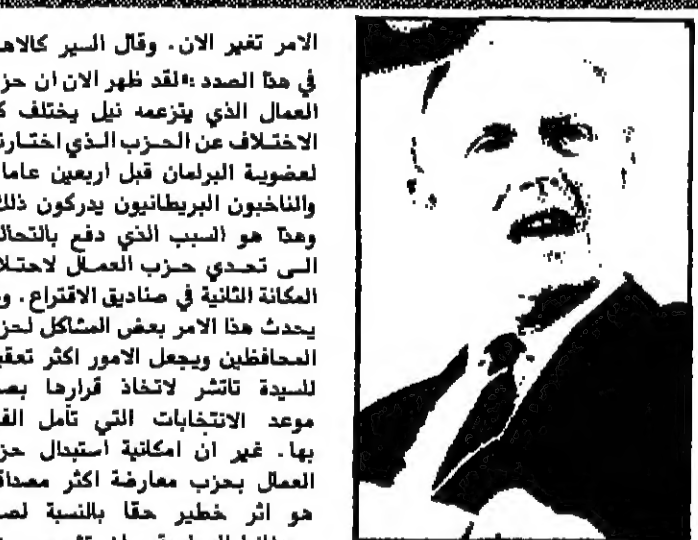 الامر تغير الان. وقال السير كالاها
في هذا الصدد: «لقد ظهر الان ان حز
العمال الذي يتزعمه نيل يختلف ك
الاختلاف عن الحزب الذي اختارن
لعضوية البرلمان قبل اربعين عاما
والناخبون البريطانيون يدركون ذلك
وهذا هو السبب الذي دفع بالتحال
الى تحدي حزب العمال لاحتلا
المكانة الثانية في صناديق الاقتراع. و
يحدث هذا الامر بعض المشاكل لحز
المحافظين ويجعل الامور اكثر تعقي
للسيدة تاتشر لاتخاذ قرارها بص
موعد الانتخابات التي تأمل الف
بها. غير ان امكانية استبدال حز
العمال بحزب معارضة اكثر مصداق
هو اثر خطير حقا بالنسبة لص